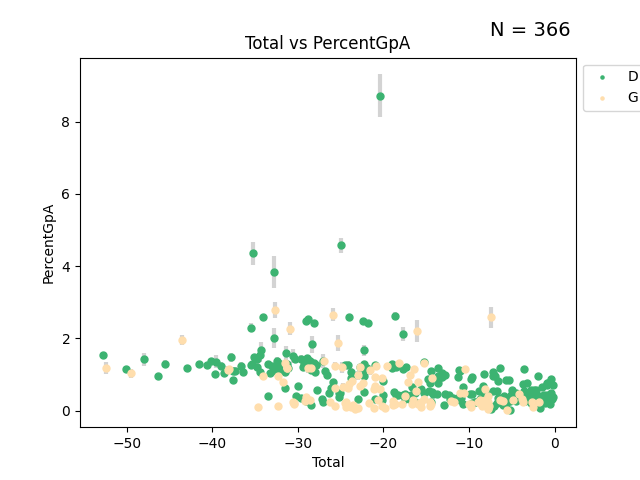 N = 366
Total vs PercentGpA
D
G
PercentGpA
8
6
4
2
0
−50
−40
−30
−20
−10
0
Total